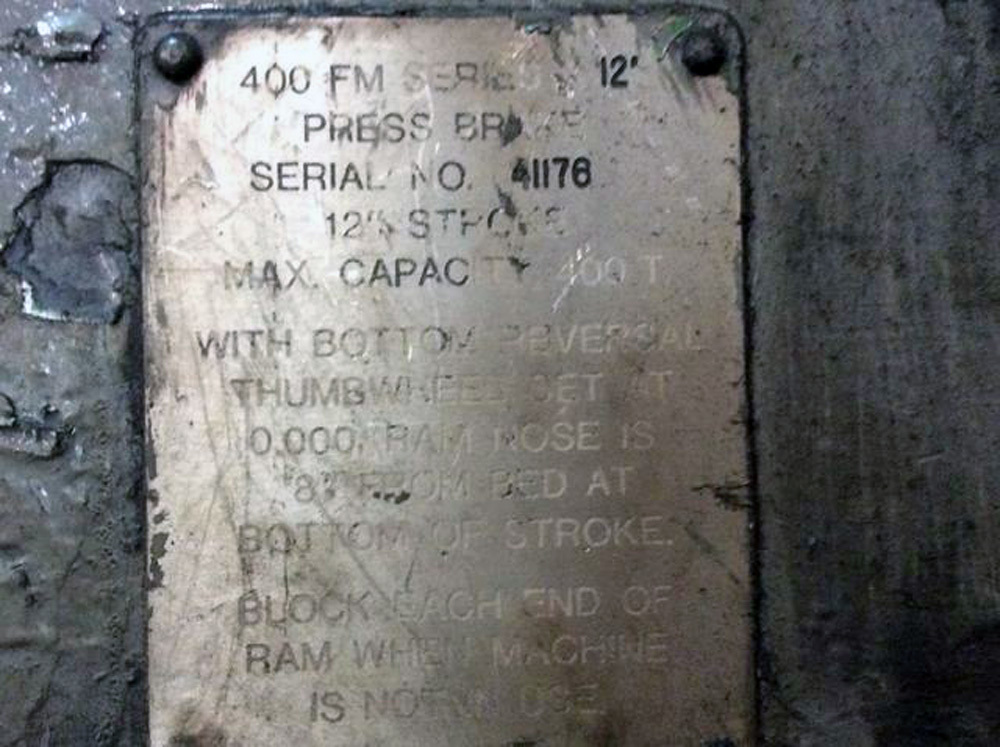 400 FM SERIES X 12'
PRESS BRAKE
SERIAL NO. 41176
12" STROKE
MAX. CAPACITY 400 T
WITH BOTTOM REVERSAL
THUMBWHEEL SET AT
0.000, RAM NOSE IS
8" FROM BED AT
BOTTOM OF STROKE.
BLOCK EACH END OF
RAM WHEN MACHINE
IS NOT IN USE